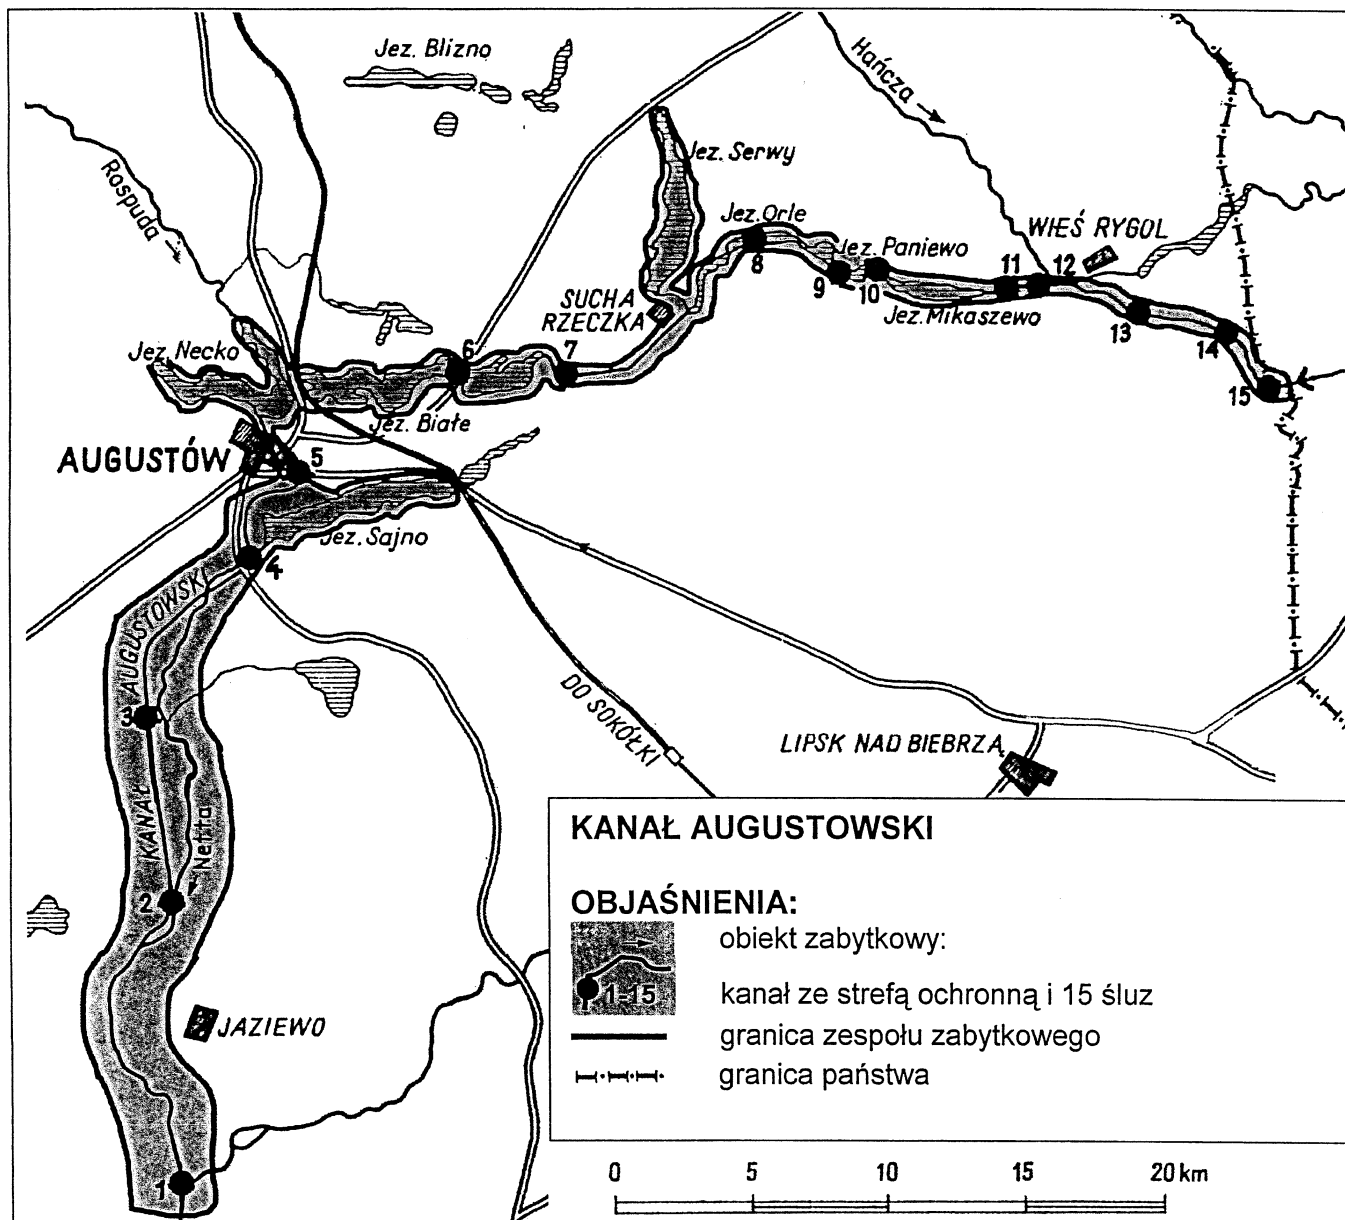 Jez. Blizno
Hańcza
Rospuda
Jez. Serwy
Jez. Orle
WIEŚ RYGOL
Jez. Paniewo
8
9
10
11
12
SUCHA
RZECZKA
Jez. Mikaszewo
13
14
15
Jez. Necko
6
7
Jez. Białe
AUGUSTÓW
5
Jez. Sajno
4
AUGUSTOWSKI
3
DO SOKÓŁKI
LIPSK NAD BIEBRZĄ
KANAŁ
Netta
2
JAZIEWO
1
KANAŁ AUGUSTOWSKI
OBJAŚNIENIA:
obiekt zabytkowy:
1-15
kanał ze strefą ochronną i 15 śluz
granica zespołu zabytkowego
granica państwa
0 5 10 15 20 km